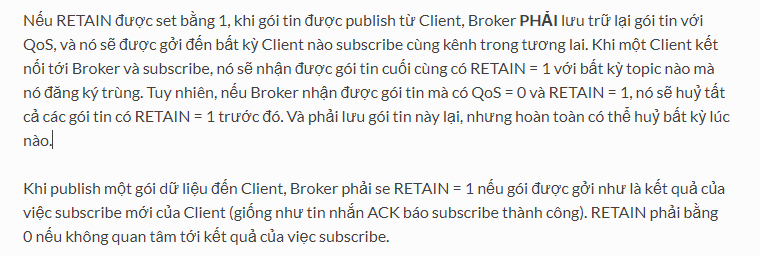 Nếu RETAIN được set bằng 1, khi gói tin được publish từ Client, Broker PHẢI lưu trữ lại gói tin với
QoS, và nó sẽ được gởi đến bất kỳ Client nào subscribe cùng kênh trong tương lai. Khi một Client kết
nối tới Broker và subscribe, nó sẽ nhận được gói tin cuối cùng có RETAIN = 1 với bất kỳ topic nào mà
nó đăng ký trùng. Tuy nhiên, nếu Broker nhận được gói tin mà có QoS = 0 và RETAIN = 1, nó sẽ huỷ tất
cả các gói tin có RETAIN = 1 trước đó. Và phải lưu gói tin này lại, nhưng hoàn toàn có thể huỷ bất kỳ lúc
nào.
Khi publish một gói dữ liệu đến Client, Broker phải se RETAIN = 1 nếu gói được gởi như là kết quả của
việc subscribe mới của Client (giống như tin nhắn ACK báo subscribe thành công). RETAIN phải bằng
0 nếu không quan tâm tới kết quả của viẹc subscribe.